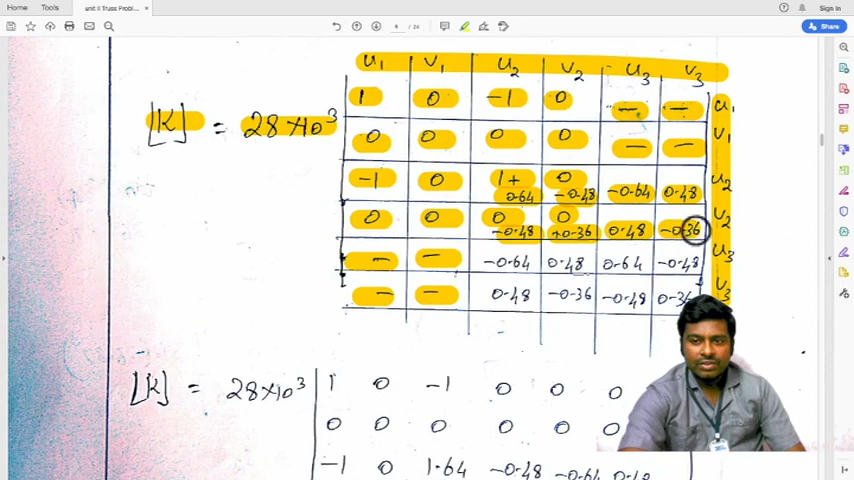 Home Tools unit II Truss Probl... × Sign In
6 / 24 Share
u₁ v₁ u₂ v₂ u₃ v₃
1 0 -1 0 - - u₁
[K] = 28×10³
0 0 0 0 - - v₁
-1 0 1+ 0 u₂
0.64 -0.48 -0.64 0.48
0 0 0 0 v₂
-0.48 +0.36 0.48 -0.36
- - -0.64 0.48 0.64 -0.48 u₃
- - 0.48 -0.36 -0.48 0.36 v₃
[K] = 28×10³ 1 0 -1 0 0 0
0 0 0 0 0 0
-1 0 1.64 -0.48 -0.64 0.48